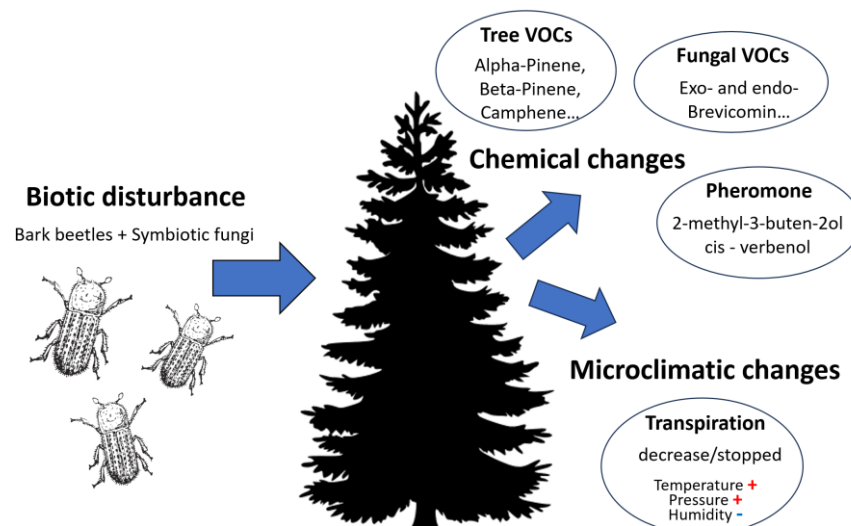 Tree VOCs
Alpha-Pinene,
Beta-Pinene,
Camphene...
Fungal VOCs
Exo- and endo-
Brevicomin...
Chemical changes
Pheromone
2-methyl-3-buten-2ol
cis - verbenol
Biotic disturbance
Bark beetles + Symbiotic fungi
Microclimatic changes
Transpiration
decrease/stopped
Temperature +
Pressure +
Humidity -